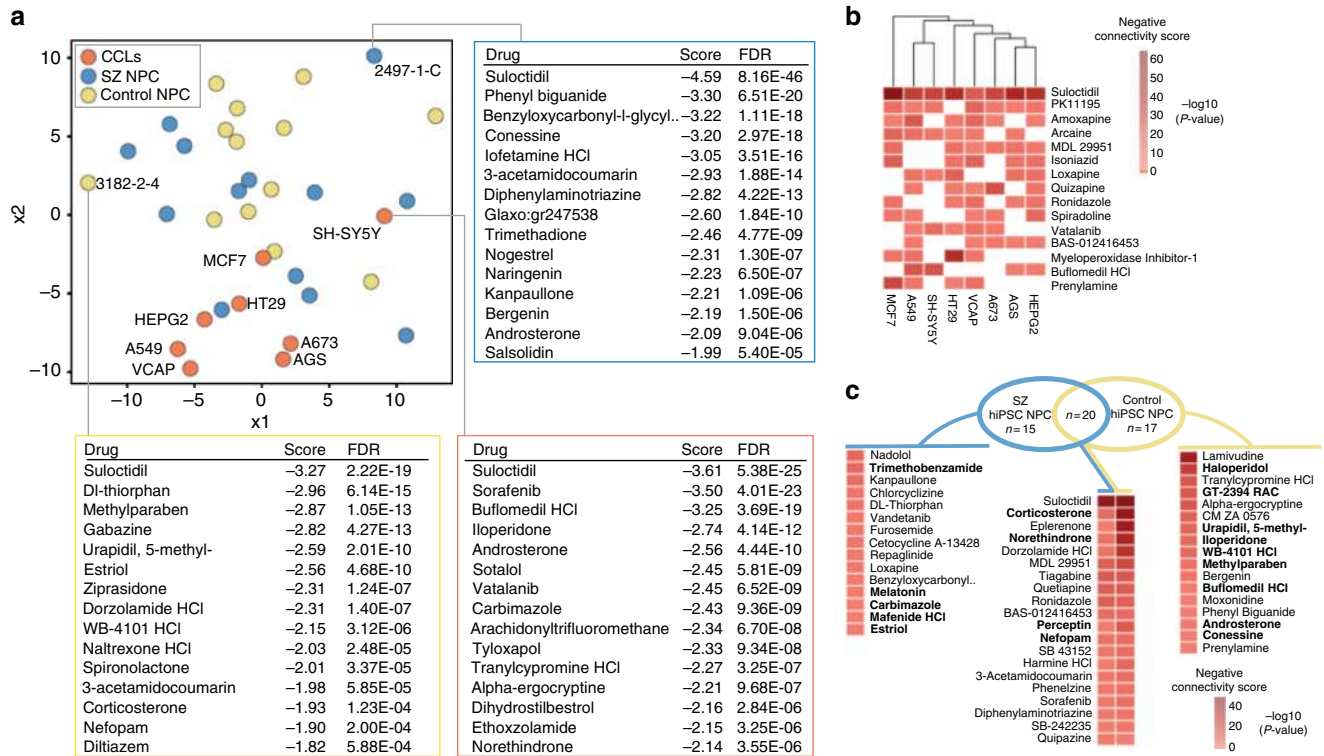 a
CCLs
SZ NPC
Control NPC
10
5
0
−5
−10
x2
−10
−5
0
5
10
x1
2497-1-C
3182-2-4
SH-SY5Y
MCF7
HT29
HEPG2
A549
VCAP
A673
AGS
Drug Score FDR
Suloctidil −4.59 8.16E-46
Phenyl biguanide −3.30 6.51E-20
Benzyloxycarbonyl-l-glycyl.. −3.22 1.11E-18
Conessine −3.20 2.97E-18
Iofetamine HCl −3.05 3.51E-16
3-acetamidocoumarin −2.93 1.88E-14
Diphenylaminotriazine −2.82 4.22E-13
Glaxo:gr247538 −2.60 1.84E-10
Trimethadione −2.46 4.77E-09
Nogestrel −2.31 1.30E-07
Naringenin −2.23 6.50E-07
Kanpaullone −2.21 1.09E-06
Bergenin −2.19 1.50E-06
Androsterone −2.09 9.04E-06
Salsolidin −1.99 5.40E-05
Drug Score FDR
Suloctidil −3.27 2.22E-19
Dl-thiorphan −2.96 6.14E-15
Methylparaben −2.87 1.05E-13
Gabazine −2.82 4.27E-13
Urapidil, 5-methyl- −2.59 2.01E-10
Estriol −2.56 4.68E-10
Ziprasidone −2.31 1.24E-07
Dorzolamide HCl −2.31 1.40E-07
WB-4101 HCl −2.15 3.12E-06
Naltrexone HCl −2.03 2.48E-05
Spironolactone −2.01 3.37E-05
3-acetamidocoumarin −1.98 5.85E-05
Corticosterone −1.93 1.23E-04
Nefopam −1.90 2.00E-04
Diltiazem −1.82 5.88E-04
Drug Score FDR
Suloctidil −3.61 5.38E-25
Sorafenib −3.50 4.01E-23
Buflomedil HCl −3.25 3.69E-19
Iloperidone −2.74 4.14E-12
Androsterone −2.56 4.44E-10
Sotalol −2.45 5.81E-09
Vatalanib −2.45 6.52E-09
Carbimazole −2.43 9.36E-09
Arachidonyltrifluoromethane −2.34 6.70E-08
Tyloxapol −2.33 9.34E-08
Tranylcypromine HCl −2.27 3.25E-07
Alpha-ergocryptine −2.21 9.68E-07
Dihydrostilbestrol −2.16 2.84E-06
Ethoxzolamide −2.15 3.25E-06
Norethindrone −2.14 3.55E-06
b
Negative
connectivity score
60
50
40
30
20
10
0
−log10
(P-value)
Suloctidil
PK11195
Amoxapine
Arcaine
MDL 29951
Isoniazid
Loxapine
Quizapine
Ronidazole
Spiradoline
Vatalanib
BAS-012416453
Myeloperoxidase Inhibitor-1
Buflomedil HCl
Prenylamine
MCF7
A549
SH-SY5Y
HT29
VCAP
A673
AGS
HEPG2
c
SZ
hiPSC NPC
n=15
n=20
Control
hiPSC NPC
n=17
Nadolol
Trimethobenzamide
Kanpaullone
Chlorcyclizine
DL-Thiorphan
Vandetanib
Furosemide
Cetocycline A-13428
Repaglinide
Loxapine
Benzyloxycarbonyl..
Melatonin
Carbimazole
Mafenide HCl
Estriol
Suloctidil
Corticosterone
Eplerenone
Norethindrone
Dorzolamide HCl
MDL 29951
Tiagabine
Quetiapine
Ronidazole
BAS-012416453
Perceptin
Nefopam
SB 43152
Harmine HCl
3-Acetamidocoumarin
Phenelzine
Sorafenib
Diphenylaminotriazine
SB-242235
Quipazine
Lamivudine
Haloperidol
Tranylcypromine HCl
GT-2394 RAC
Alpha-ergocryptine
CM ZA 0576
Urapidil, 5-methyl-
Iloperidone
WB-4101 HCl
Methylparaben
Bergenin
Buflomedil HCl
Moxonidine
Phenyl Biguanide
Androsterone
Conessine
Prenylamine
Negative
connectivity score
40
20
0
−log10
(P-value)